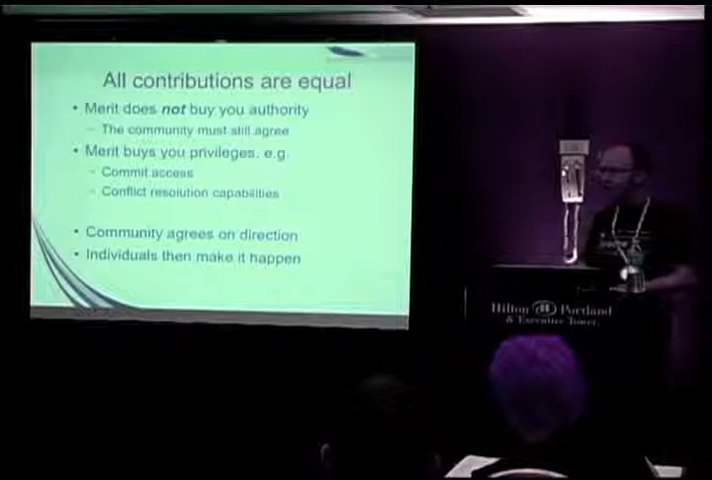 All contributions are equal
• Merit does not buy you authority
– The community must still agree
• Merit buys you privileges. e.g.
– Commit access
– Conflict resolution capabilities
• Community agrees on direction
• Individuals then make it happen
Hilton Portland
& Executive Tower